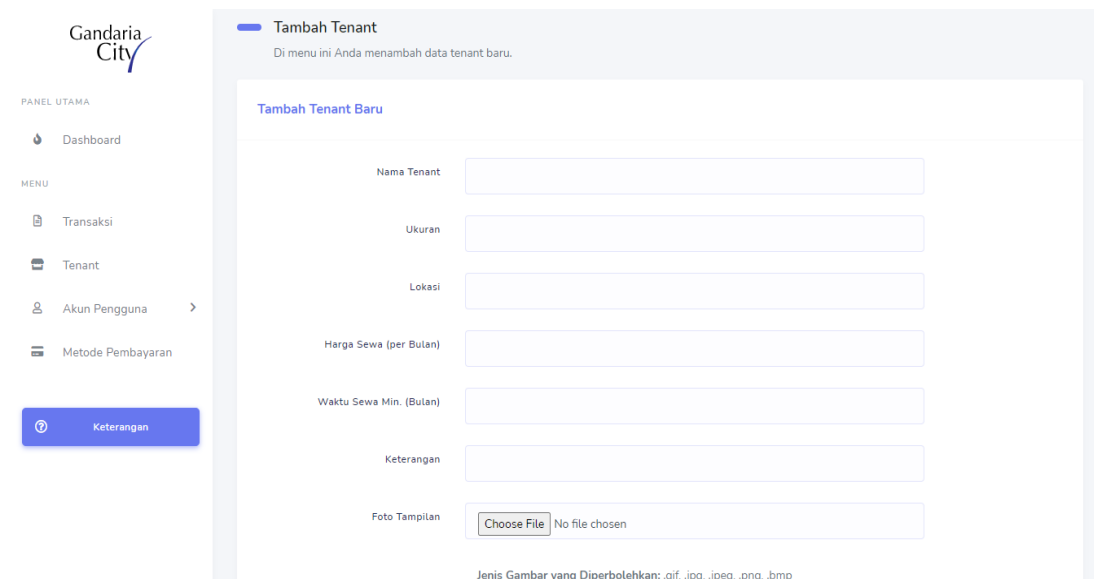 Gandaria
City
PANEL UTAMA
Dashboard
MENU
Transaksi
Tenant
Akun Pengguna
Metode Pembayaran
Keterangan
Tambah Tenant
Di menu ini Anda menambah data tenant baru.
Tambah Tenant Baru
Nama Tenant
Ukuran
Lokasi
Harga Sewa (per Bulan)
Waktu Sewa Min. (Bulan)
Keterangan
Foto Tampilan
Choose File No file chosen
Jenis Gambar yang Diperbolehkan: .gif, .jpg, .jpeg, .png, .bmp